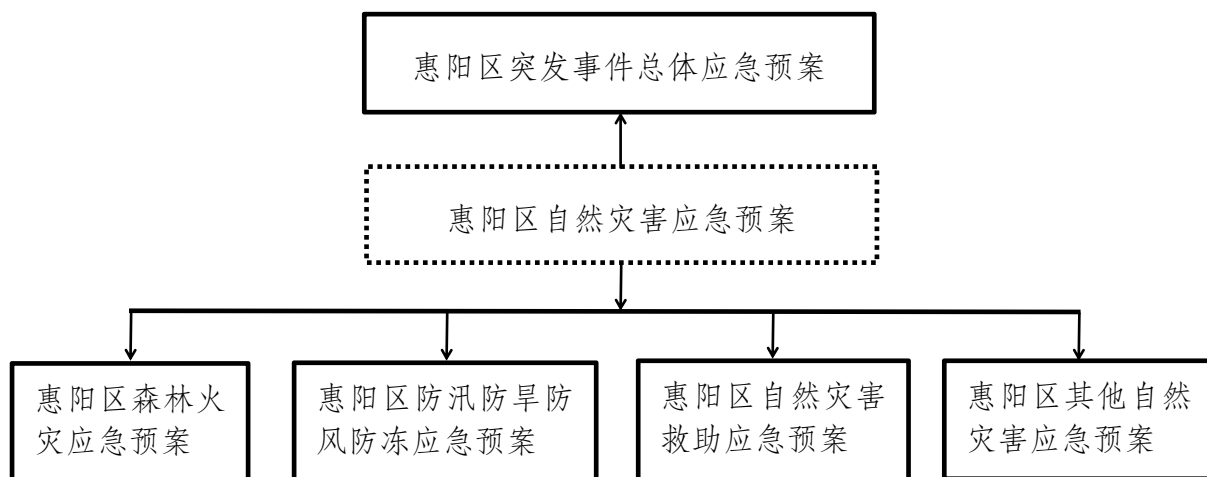 惠阳区突发事件总体应急预案
惠阳区自然灾害应急预案
惠阳区森林火
灾应急预案
惠阳区防汛防旱防
风防冻应急预案
惠阳区自然灾害
救助应急预案
惠阳区其他自然
灾害应急预案